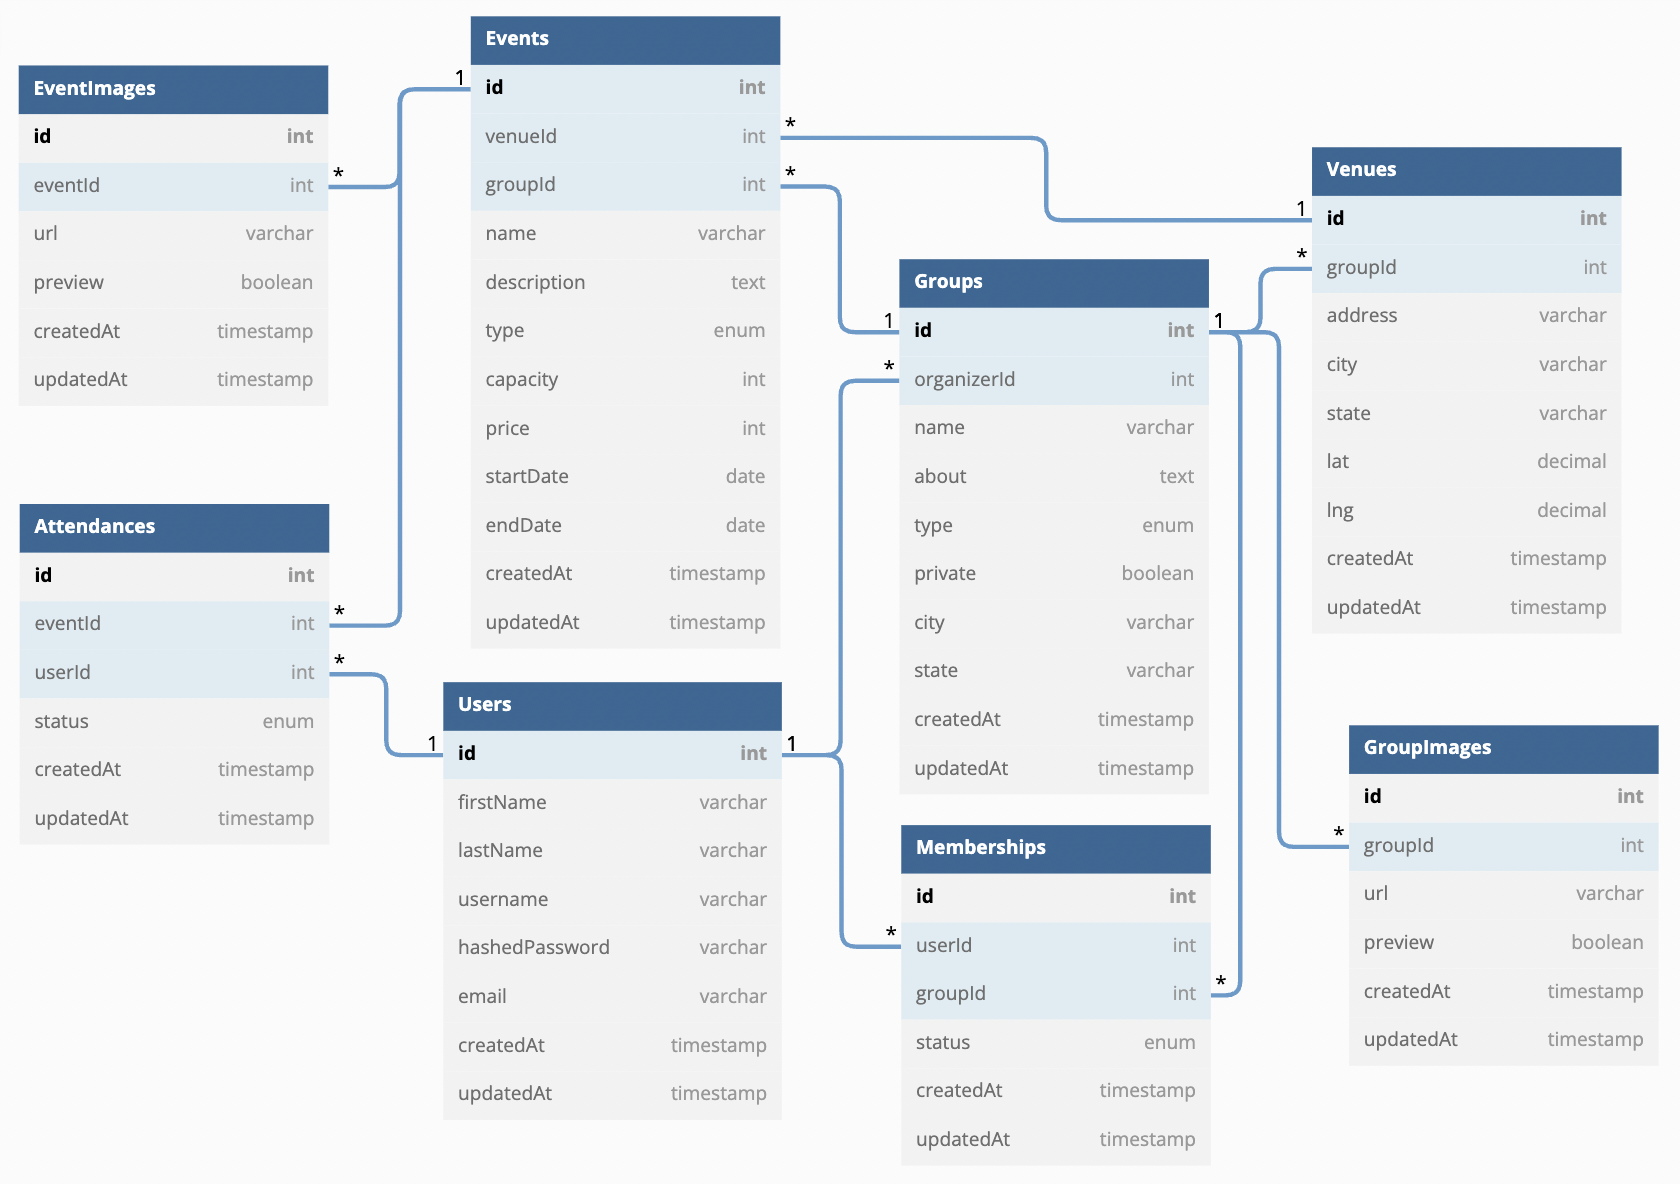 EventImages
id int
* eventId int
url varchar
preview boolean
createdAt timestamp
updatedAt timestamp
Events
1 id int
venueId int *
groupId int *
name varchar
description text
type enum
capacity int
price int
startDate date
endDate date
createdAt timestamp
updatedAt timestamp
Venues
1 id int
* groupId int
address varchar
city varchar
state varchar
lat decimal
lng decimal
createdAt timestamp
updatedAt timestamp
Groups
1 id int 1
* organizerId int
name varchar
about text
type enum
private boolean
city varchar
state varchar
createdAt timestamp
updatedAt timestamp
Attendances
id int
eventId int *
userId int *
status enum
createdAt timestamp
updatedAt timestamp
Users
1 id int 1
firstName varchar
lastName varchar
username varchar
hashedPassword varchar
email varchar
createdAt timestamp
updatedAt timestamp
Memberships
id int
* userId int
groupId int *
status enum
createdAt timestamp
updatedAt timestamp
GroupImages
id int
* groupId int
url varchar
preview boolean
createdAt timestamp
updatedAt timestamp